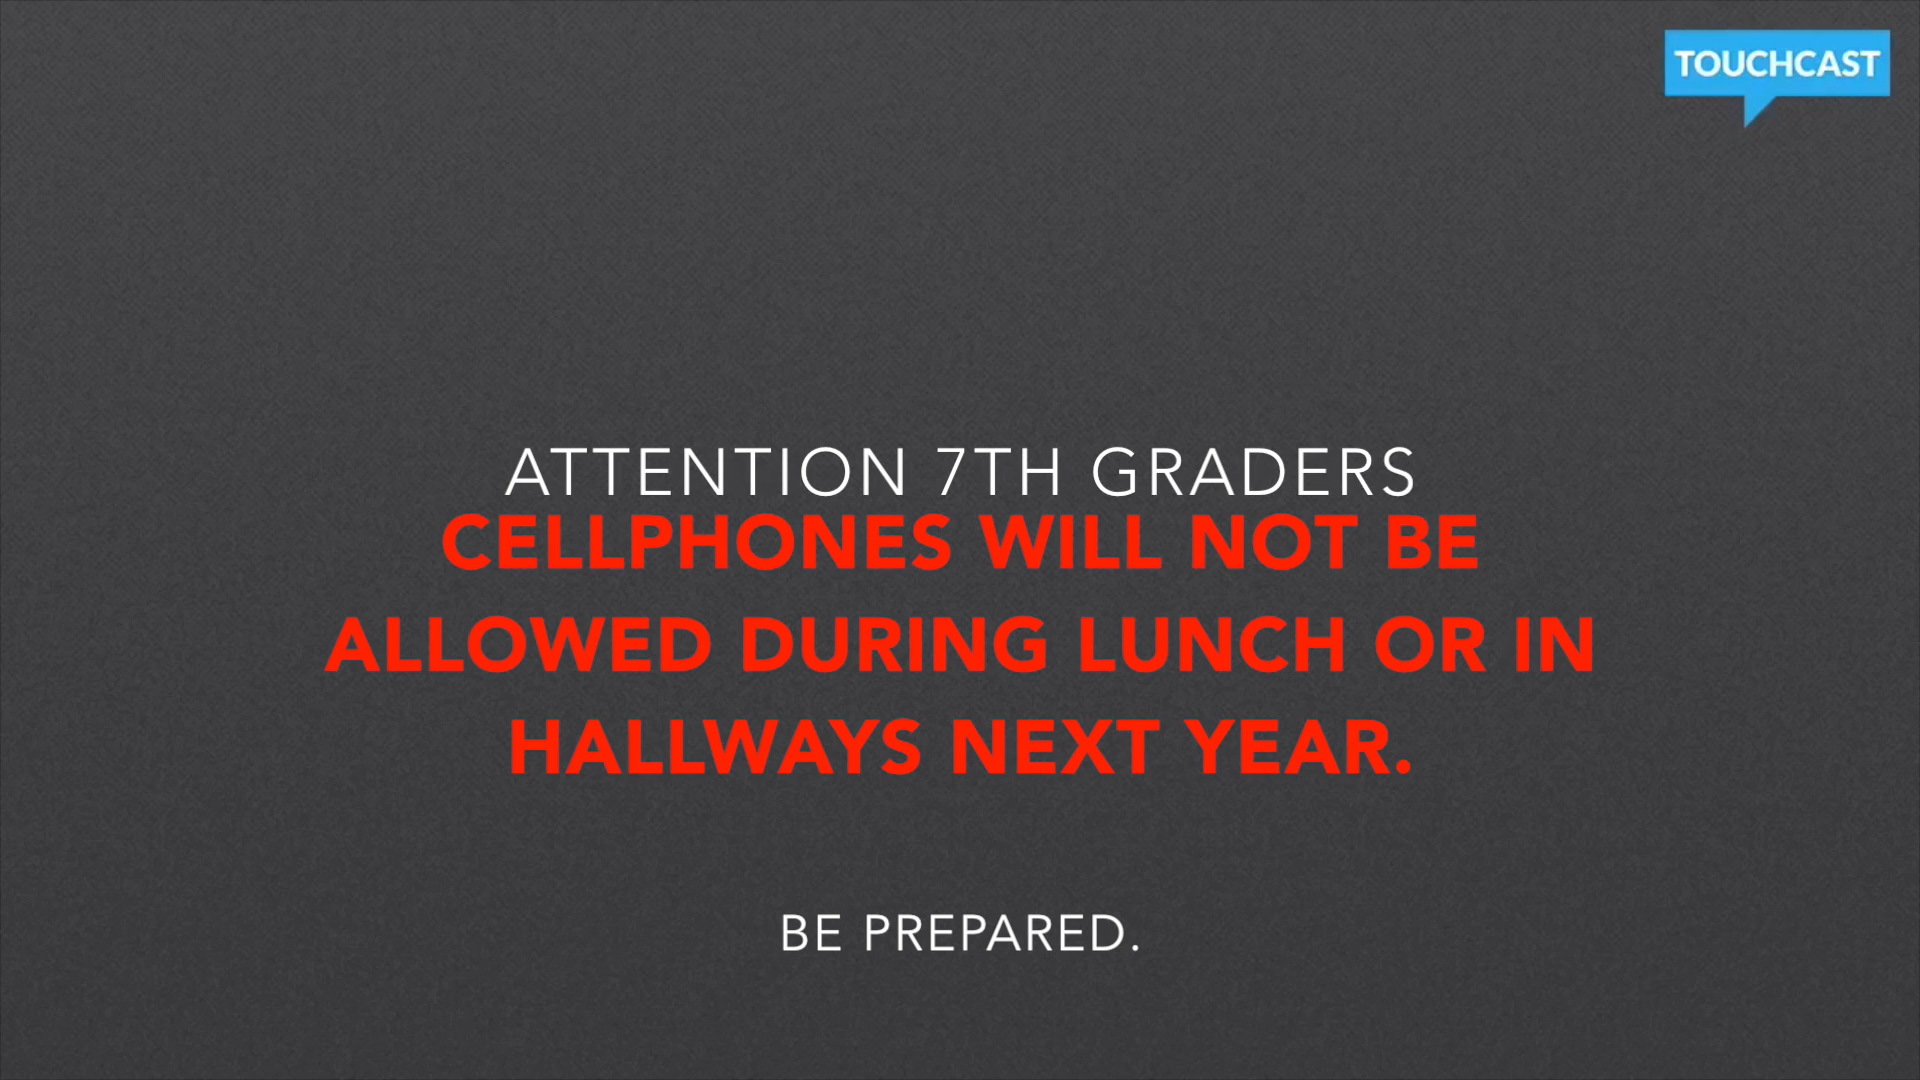 TOUCHCAST
ATTENTION 7TH GRADERS
CELLPHONES WILL NOT BE
ALLOWED DURING LUNCH OR IN
HALLWAYS NEXT YEAR.
BE PREPARED.